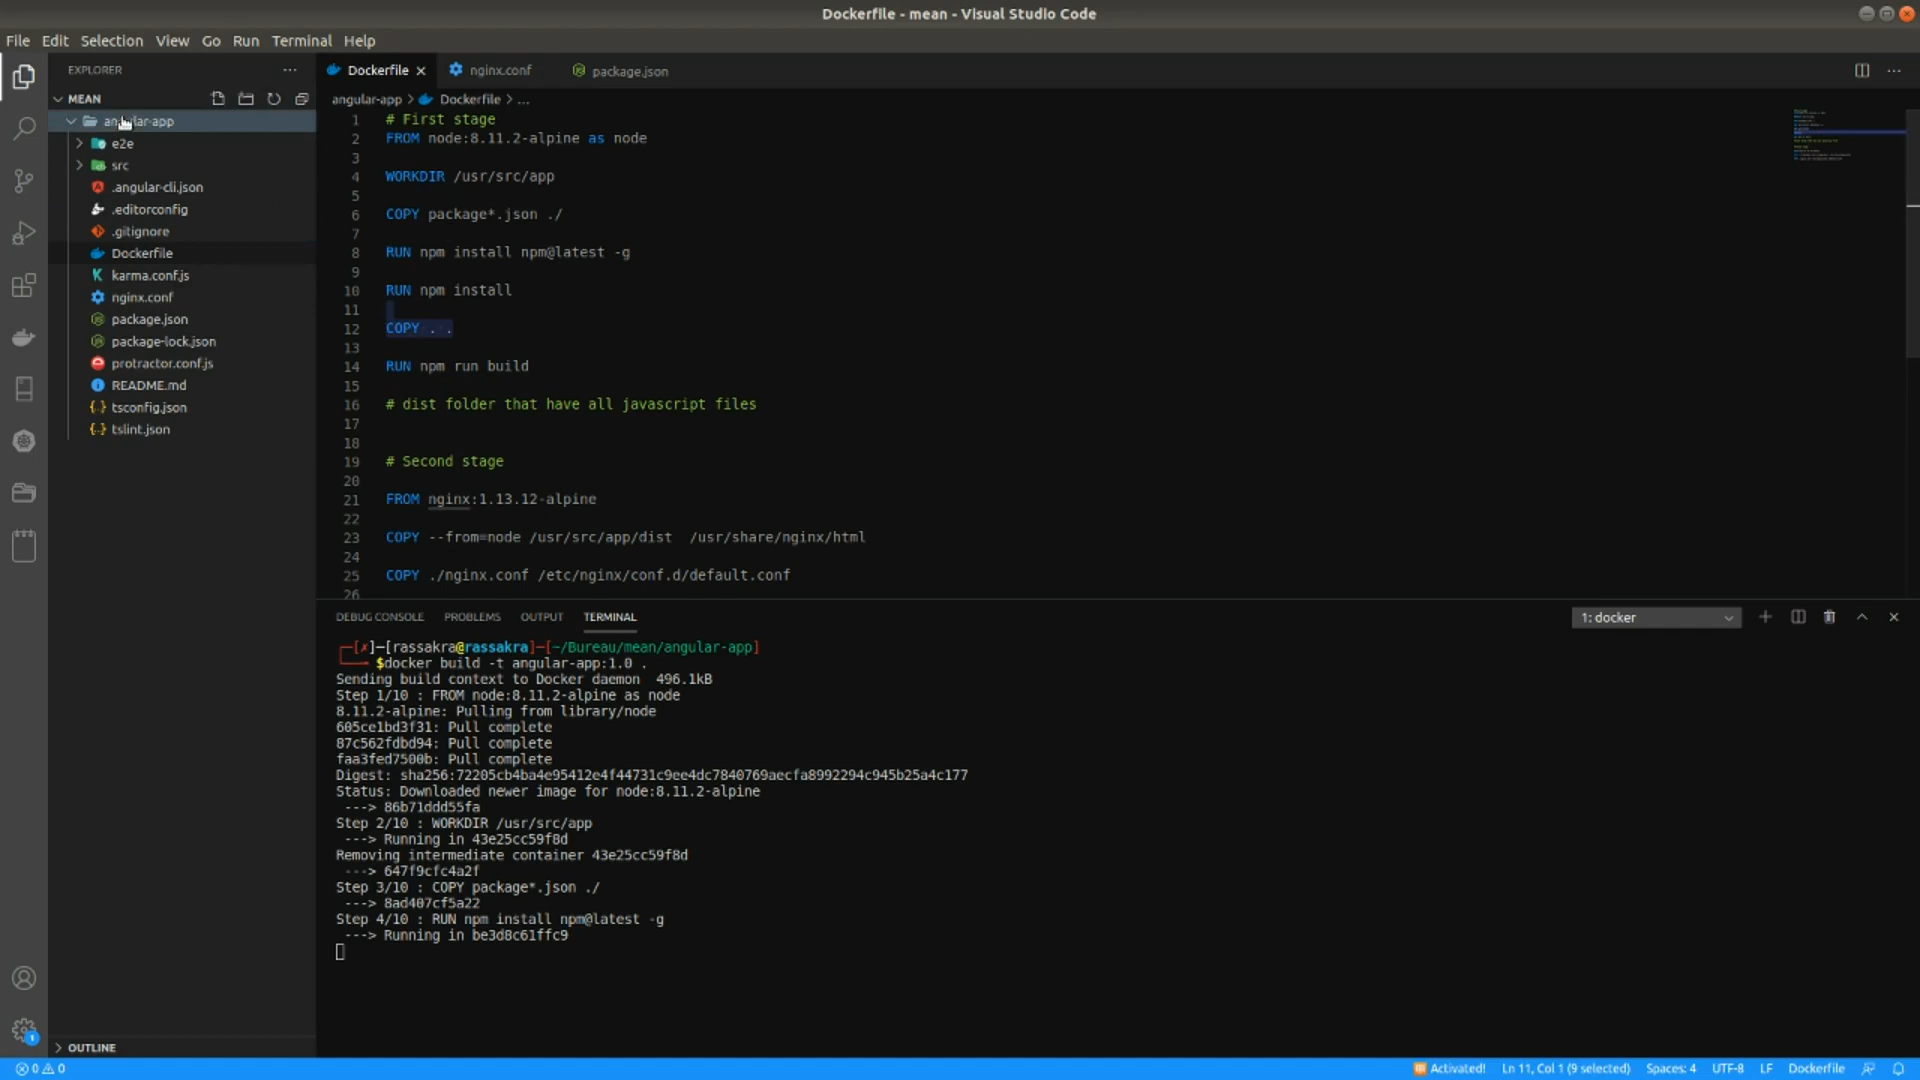 Dockerfile - mean - Visual Studio Code
File Edit Selection View Go Run Terminal Help
EXPLORER
MEAN
angular-app
e2e
src
.angular-cli.json
.editorconfig
.gitignore
Dockerfile
karma.conf.js
nginx.conf
package.json
package-lock.json
protractor.conf.js
README.md
tsconfig.json
tslint.json
OUTLINE
Dockerfile nginx.conf package.json
angular-app > Dockerfile > ...
1 # First stage
2 FROM node:8.11.2-alpine as node
3
4 WORKDIR /usr/src/app
5
6 COPY package*.json ./
7
8 RUN npm install npm@latest -g
9
10 RUN npm install
11
12 COPY . .
13
14 RUN npm run build
15
16 # dist folder that have all javascript files
17
18
19 # Second stage
20
21 FROM nginx:1.13.12-alpine
22
23 COPY --from=node /usr/src/app/dist  /usr/share/nginx/html
24
25 COPY ./nginx.conf /etc/nginx/conf.d/default.conf
26
DEBUG CONSOLE PROBLEMS OUTPUT TERMINAL 1: docker
┌─[✗]─[rassakra@rassakra]─[~/Bureau/mean/angular-app]
└──╼ $docker build -t angular-app:1.0 .
Sending build context to Docker daemon  496.1kB
Step 1/10 : FROM node:8.11.2-alpine as node
8.11.2-alpine: Pulling from library/node
605ce1bd3f31: Pull complete
87c562fdbd94: Pull complete
faa3fed7500b: Pull complete
Digest: sha256:72205cb4ba4e95412e4f44731c9ee4dc7840769aecfa8992294c945b25a4c177
Status: Downloaded newer image for node:8.11.2-alpine
---> 86b71ddd55fa
Step 2/10 : WORKDIR /usr/src/app
---> Running in 43e25cc59f8d
Removing intermediate container 43e25cc59f8d
---> 647f9cfc4a2f
Step 3/10 : COPY package*.json ./
---> 8ad407cf5a22
Step 4/10 : RUN npm install npm@latest -g
---> Running in be3d8c61ffc9
1
0 0 Activated! Ln 11, Col 1 (9 selected) Spaces: 4 UTF-8 LF Dockerfile